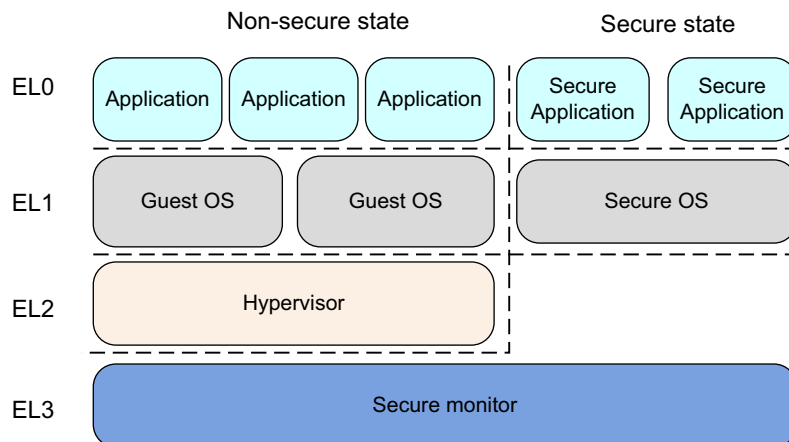 Non-secure state
Secure state
EL0
Application
Application
Application
Secure
Application
Secure
Application
EL1
Guest OS
Guest OS
Secure OS
EL2
Hypervisor
EL3
Secure monitor